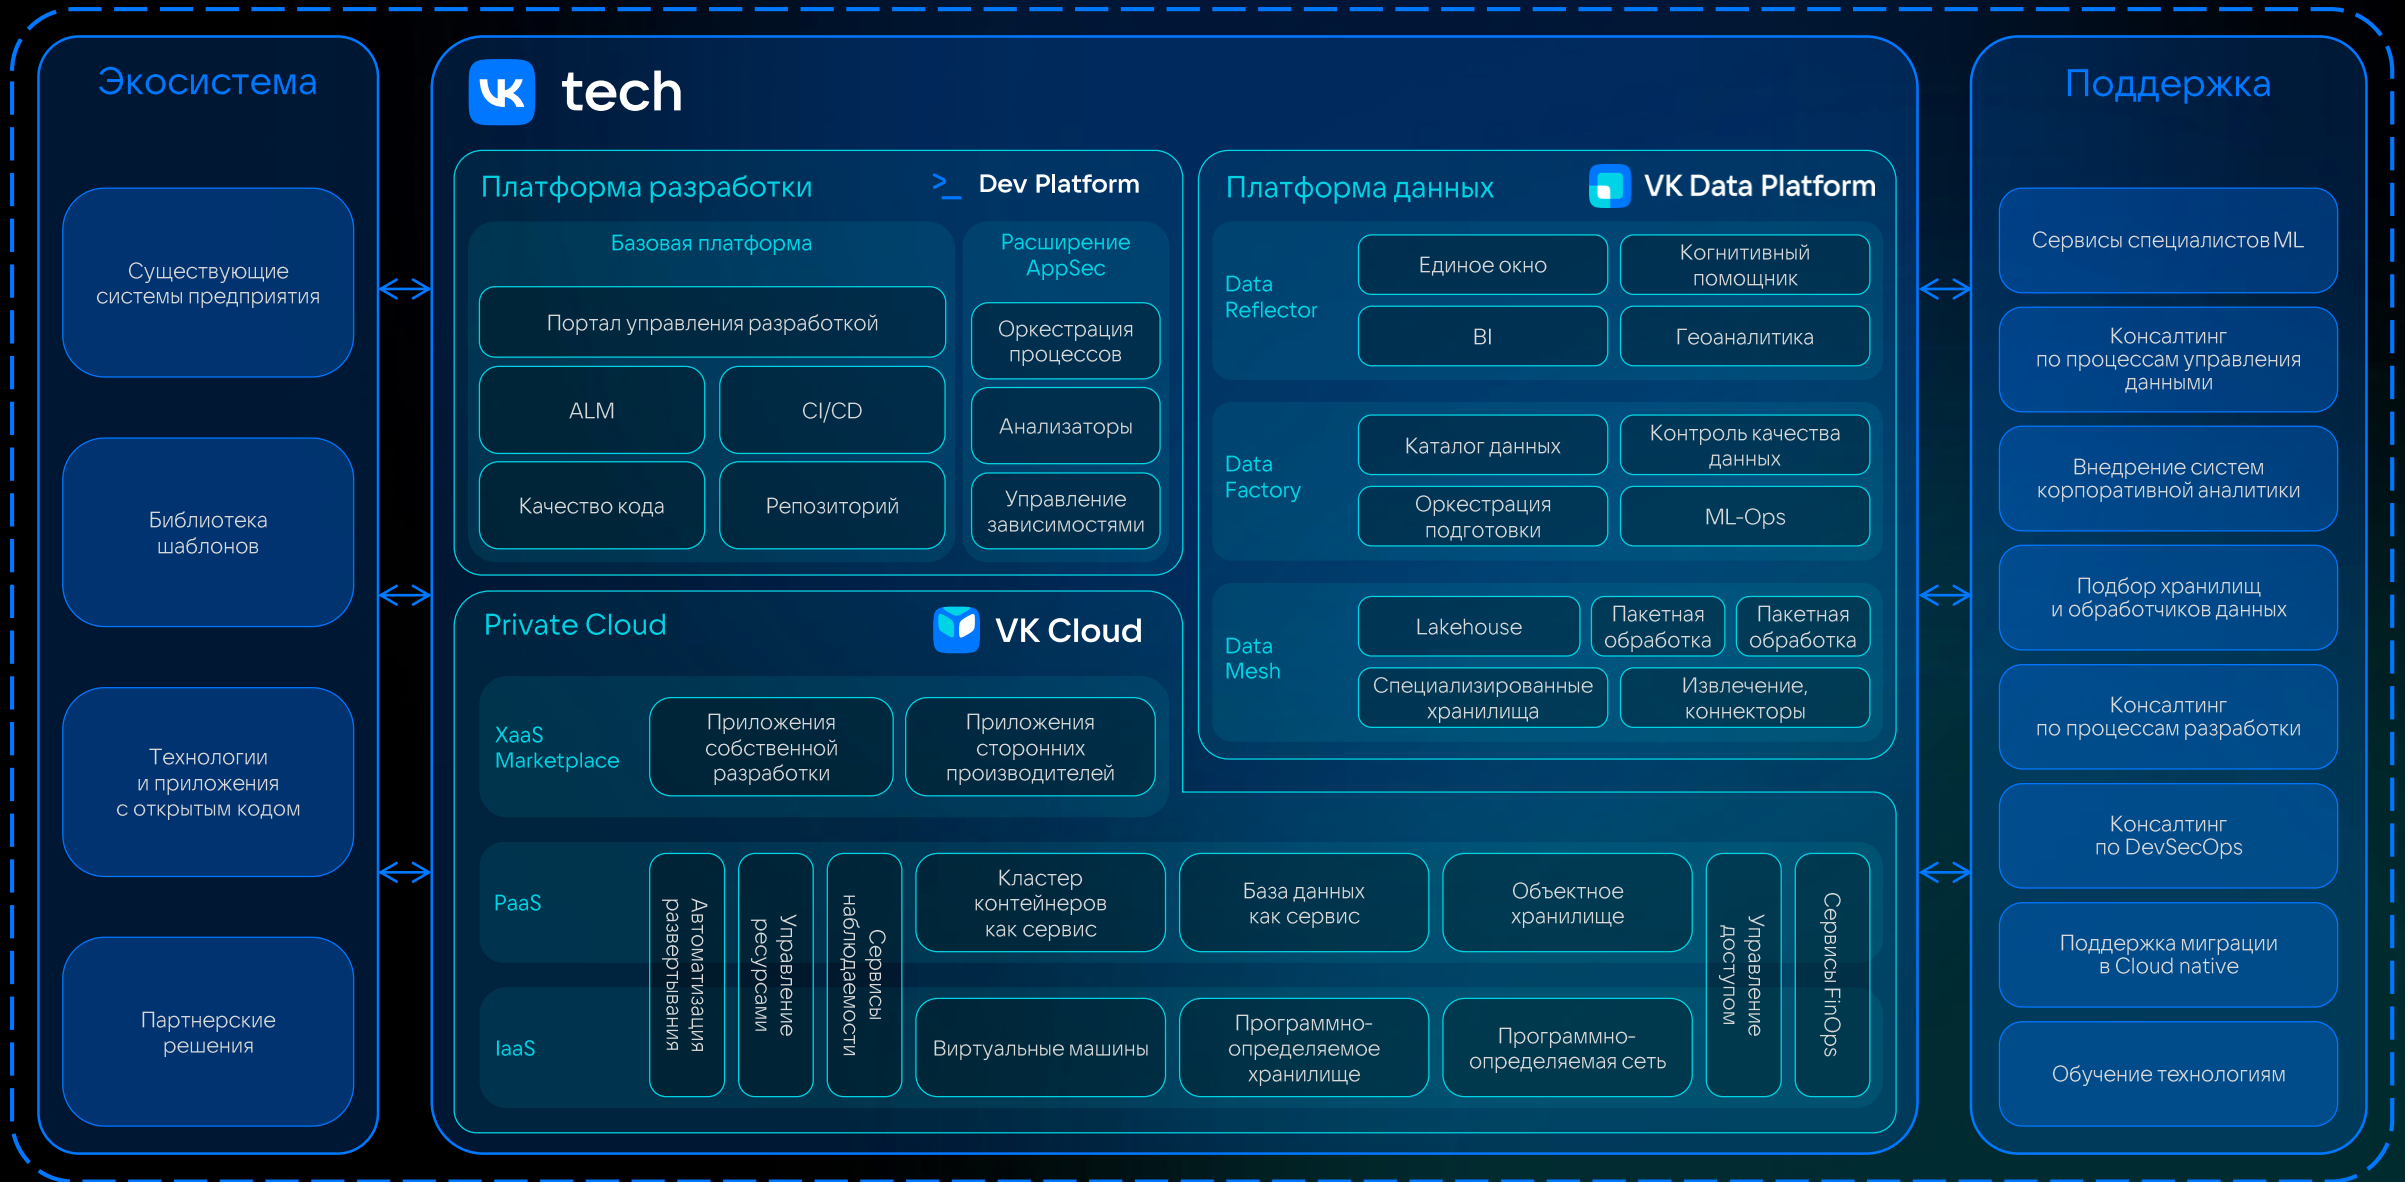 Экосистема
Существующие
системы предприятия
Библиотека
шаблонов
Технологии
и приложения
с открытым кодом
Партнерские
решения
VK tech
Платформа разработки
>_ Dev Platform
Базовая платформа
Портал управления разработкой
ALM
CI/CD
Качество кода
Репозиторий
Расширение
AppSec
Оркестрация
процессов
Анализаторы
Управление
зависимостями
Платформа данных
VK Data Platform
Data
Reflector
Единое окно
Когнитивный
помощник
BI
Геоаналитика
Data
Factory
Каталог данных
Контроль качества
данных
Оркестрация
подготовки
ML-Ops
Data
Mesh
Lakehouse
Пакетная
обработка
Пакетная
обработка
Специализированные
хранилища
Извлечение,
коннекторы
Private Cloud
VK Cloud
XaaS
Marketplace
Приложения
собственной
разработки
Приложения
сторонних
производителей
PaaS
IaaS
Автоматизация
развертывания
Управление
ресурсами
Сервисы
наблюдаемости
Кластер
контейнеров
как сервис
База данных
как сервис
Объектное
хранилище
Виртуальные машины
Программно-
определяемое
хранилище
Программно-
определяемая сеть
Управление
доступом
Сервисы FinOps
Поддержка
Сервисы специалистов ML
Консалтинг
по процессам управления
данными
Внедрение систем
корпоративной аналитики
Подбор хранилищ
и обработчиков данных
Консалтинг
по процессам разработки
Консалтинг
по DevSecOps
Поддержка миграции
в Cloud native
Обучение технологиям